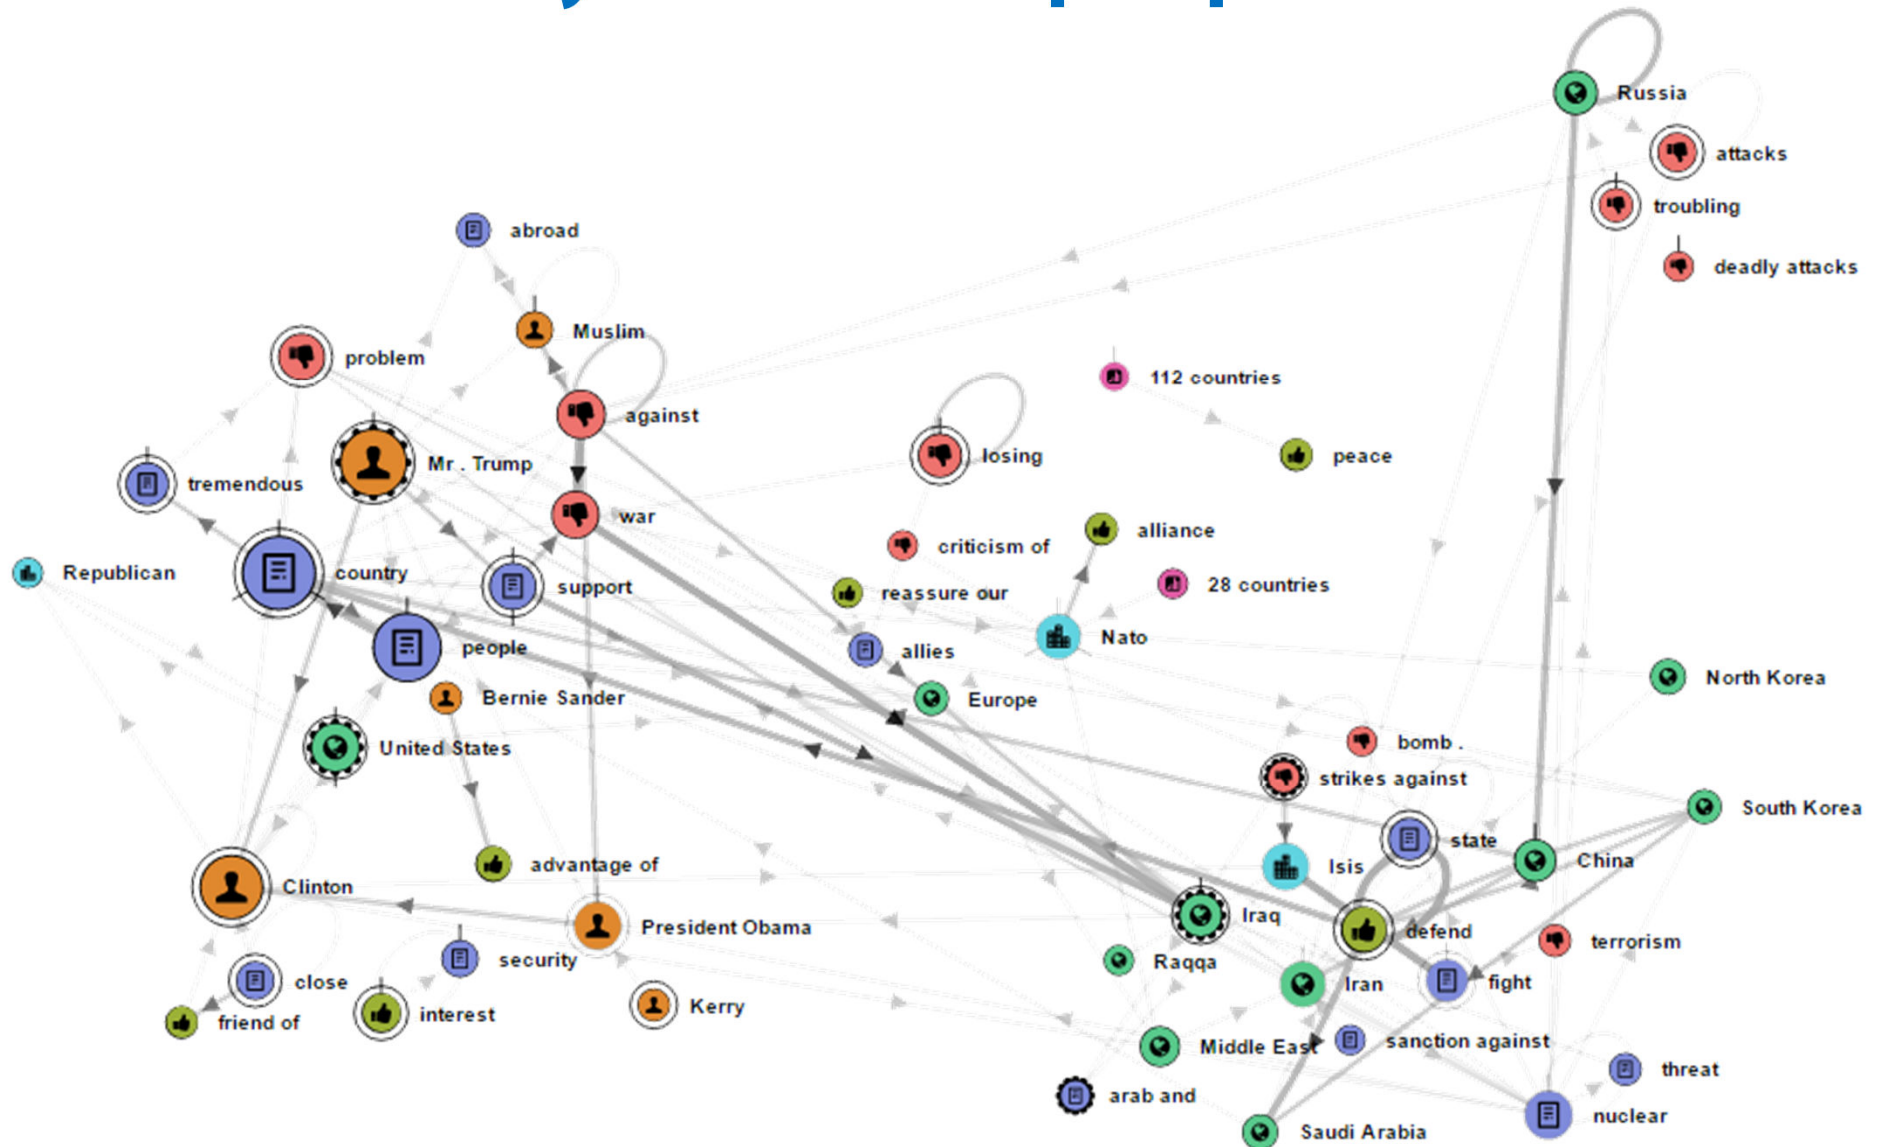 Russia
attacks
troubling
abroad
deadly attacks
Muslim
problem
112 countries
against
losing
peace
Mr . Trump
tremendous
war
alliance
criticism of
Republican
country
support
28 countries
reassure our
Nato
people
allies
North Korea
Bernie Sander
Europe
bomb .
United States
strikes against
South Korea
state
China
advantage of
Isis
Clinton
Iraq
President Obama
defend
terrorism
security
Raqqa
close
Iran
fight
Kerry
interest
friend of
sanction against
Middle East
threat
arab and
nuclear
Saudi Arabia